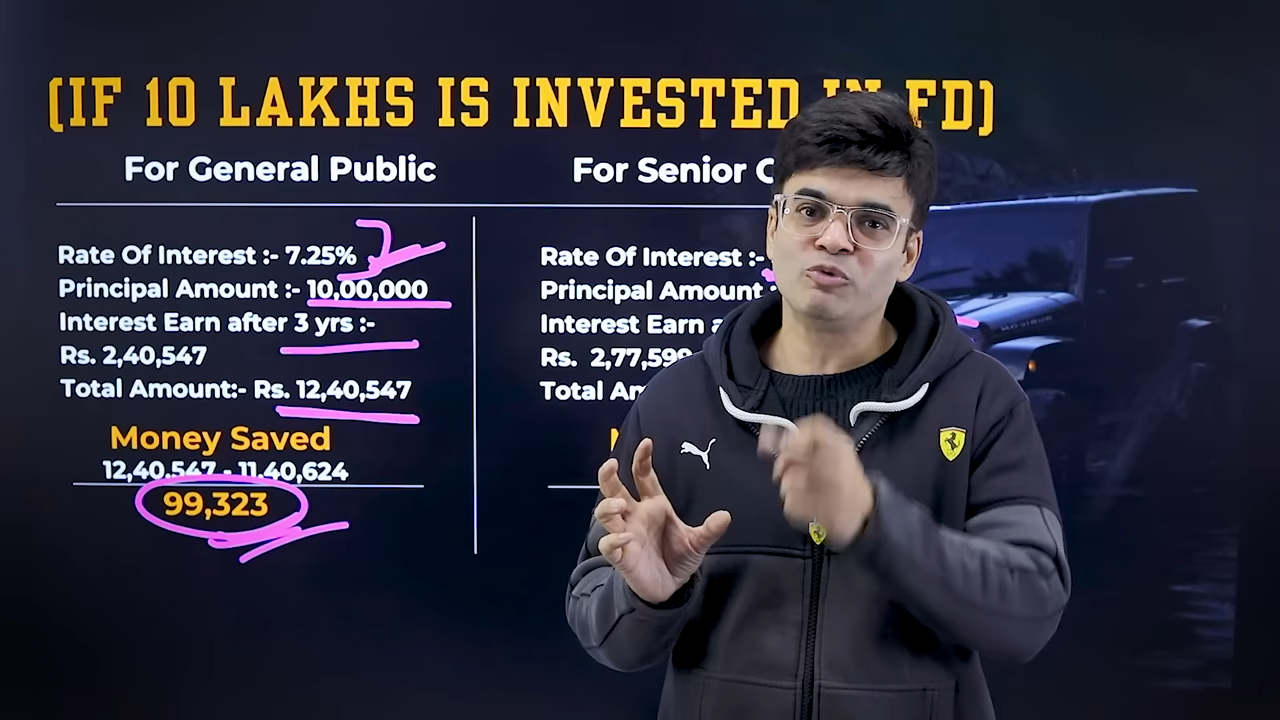 (IF 10 LAKHS IS INVESTED IN FD)
For General Public
Rate Of Interest :- 7.25%
Principal Amount :- 10,00,000
Interest Earn after 3 yrs :-
Rs. 2,40,547
Total Amount:- Rs. 12,40,547
Money Saved
12,40,547 - 11,40,624
99,323
For Senior
Rate Of Interest :-
Principal Amount
Interest Earn
Rs. 2,77,599
Total